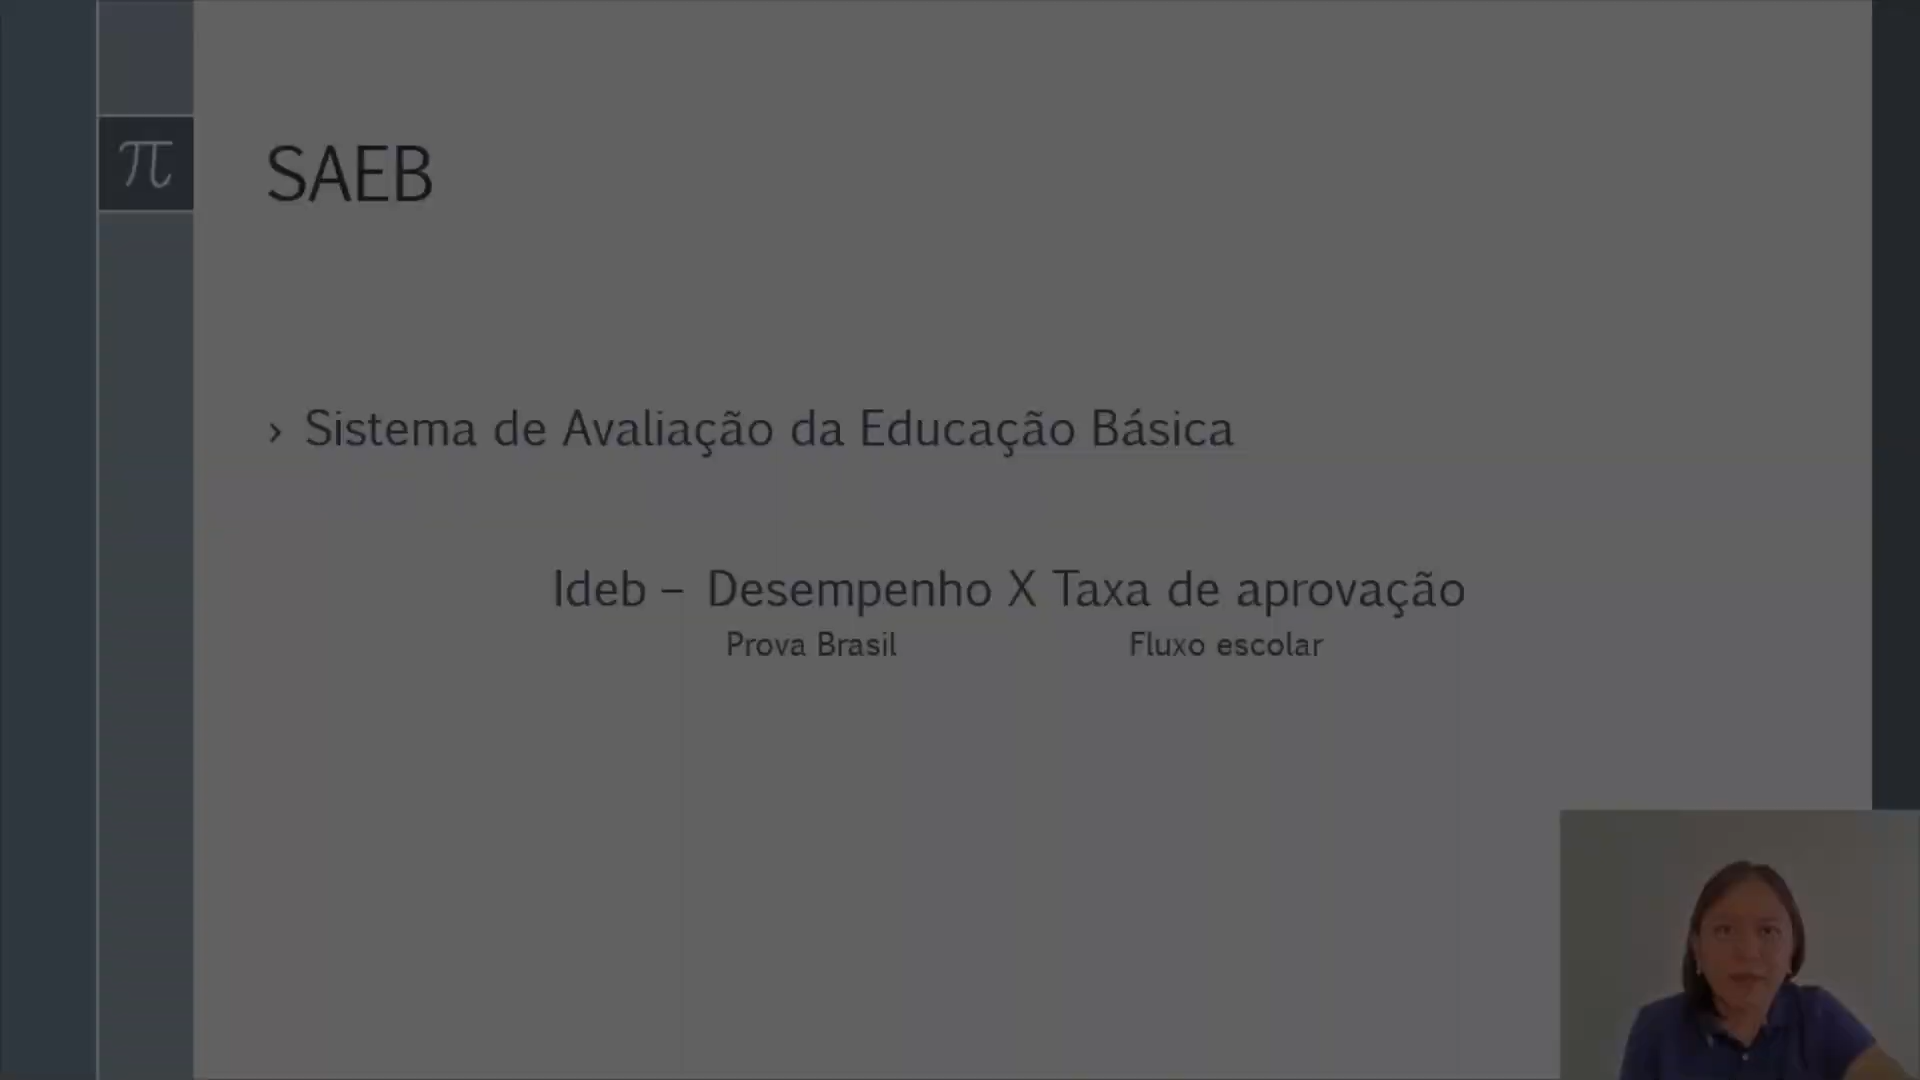 π
SAEB
› Sistema de Avaliação da Educação Básica
Ideb – Desempenho X Taxa de aprovação
Prova Brasil Fluxo escolar